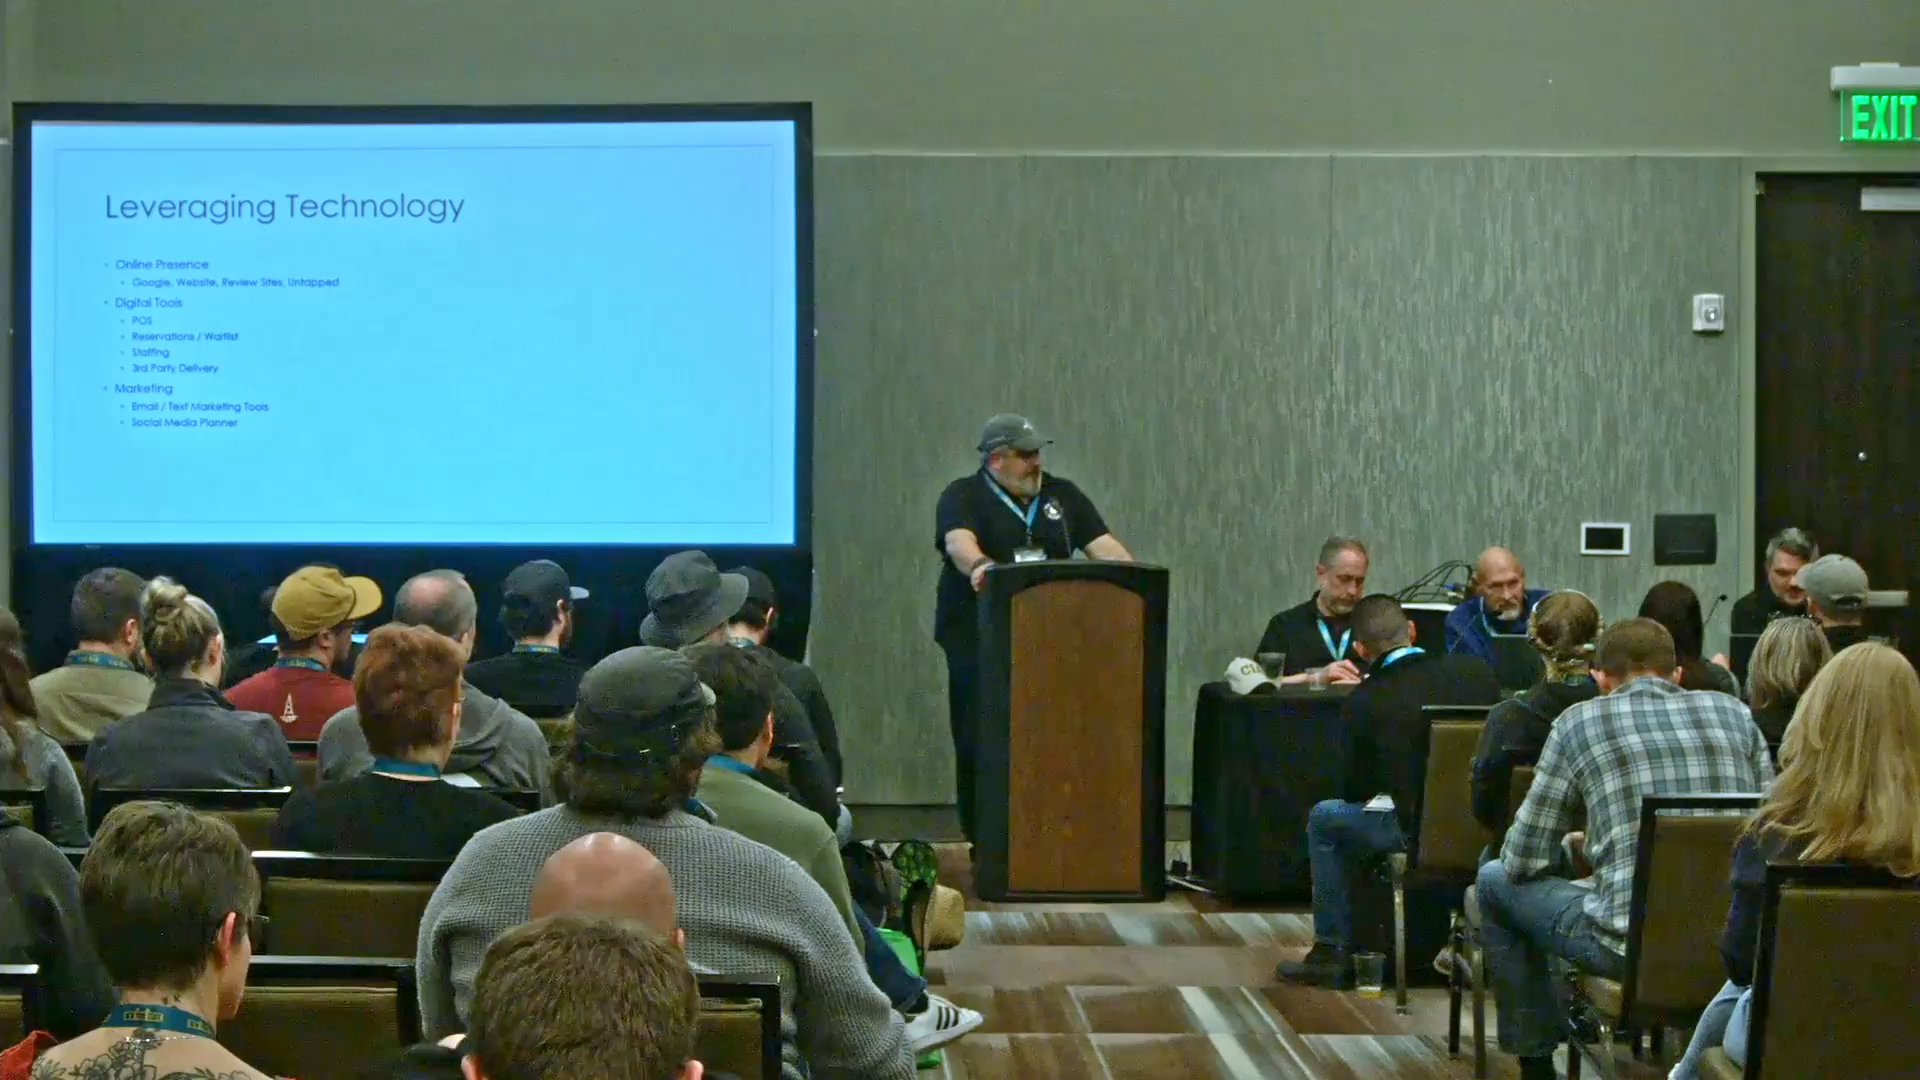 Leveraging Technology
Online Presence
Google, Website, Review Sites, Untapped
Digital Tools
POS
Reservations / Waitlist
Staffing
3rd Party Delivery
Marketing
Email / Text Marketing Tools
Social Media Planner
EXIT